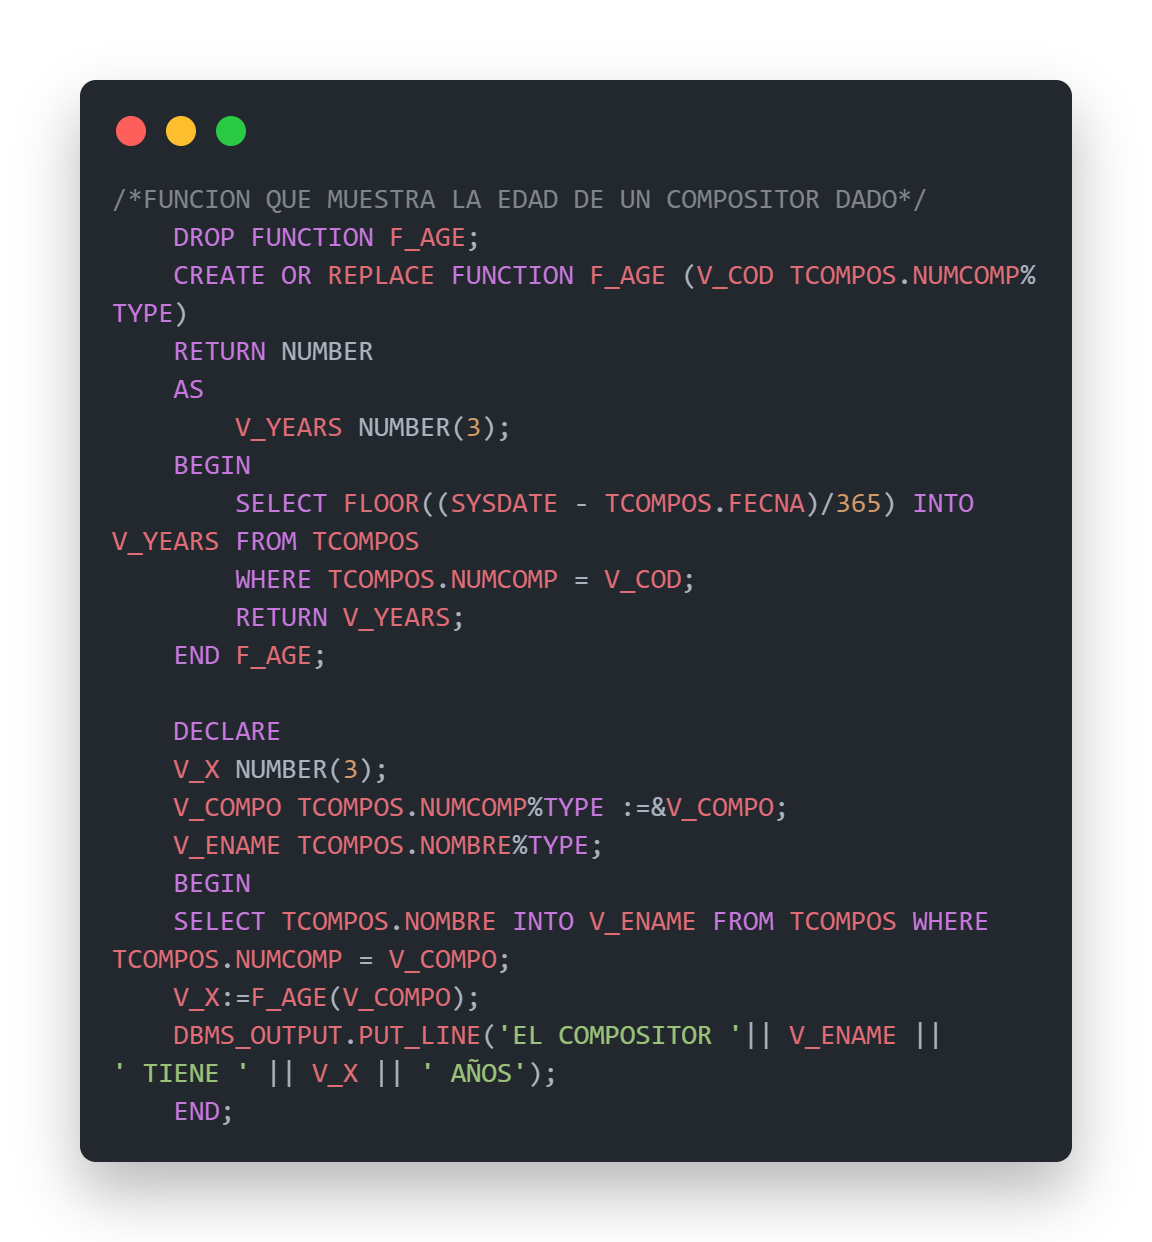 /*FUNCION QUE MUESTRA LA EDAD DE UN COMPOSITOR DADO*/
    DROP FUNCTION F_AGE;
    CREATE OR REPLACE FUNCTION F_AGE (V_COD TCOMPOS.NUMCOMP%
TYPE)
    RETURN NUMBER
    AS
        V_YEARS NUMBER(3);
    BEGIN
        SELECT FLOOR((SYSDATE - TCOMPOS.FECNA)/365) INTO
V_YEARS FROM TCOMPOS
        WHERE TCOMPOS.NUMCOMP = V_COD;
        RETURN V_YEARS;
    END F_AGE;

    DECLARE
    V_X NUMBER(3);
    V_COMPO TCOMPOS.NUMCOMP%TYPE :=&V_COMPO;
    V_ENAME TCOMPOS.NOMBRE%TYPE;
    BEGIN
    SELECT TCOMPOS.NOMBRE INTO V_ENAME FROM TCOMPOS WHERE
TCOMPOS.NUMCOMP = V_COMPO;
    V_X:=F_AGE(V_COMPO);
    DBMS_OUTPUT.PUT_LINE('EL COMPOSITOR '|| V_ENAME ||
' TIENE ' || V_X || ' AÑOS');
    END;